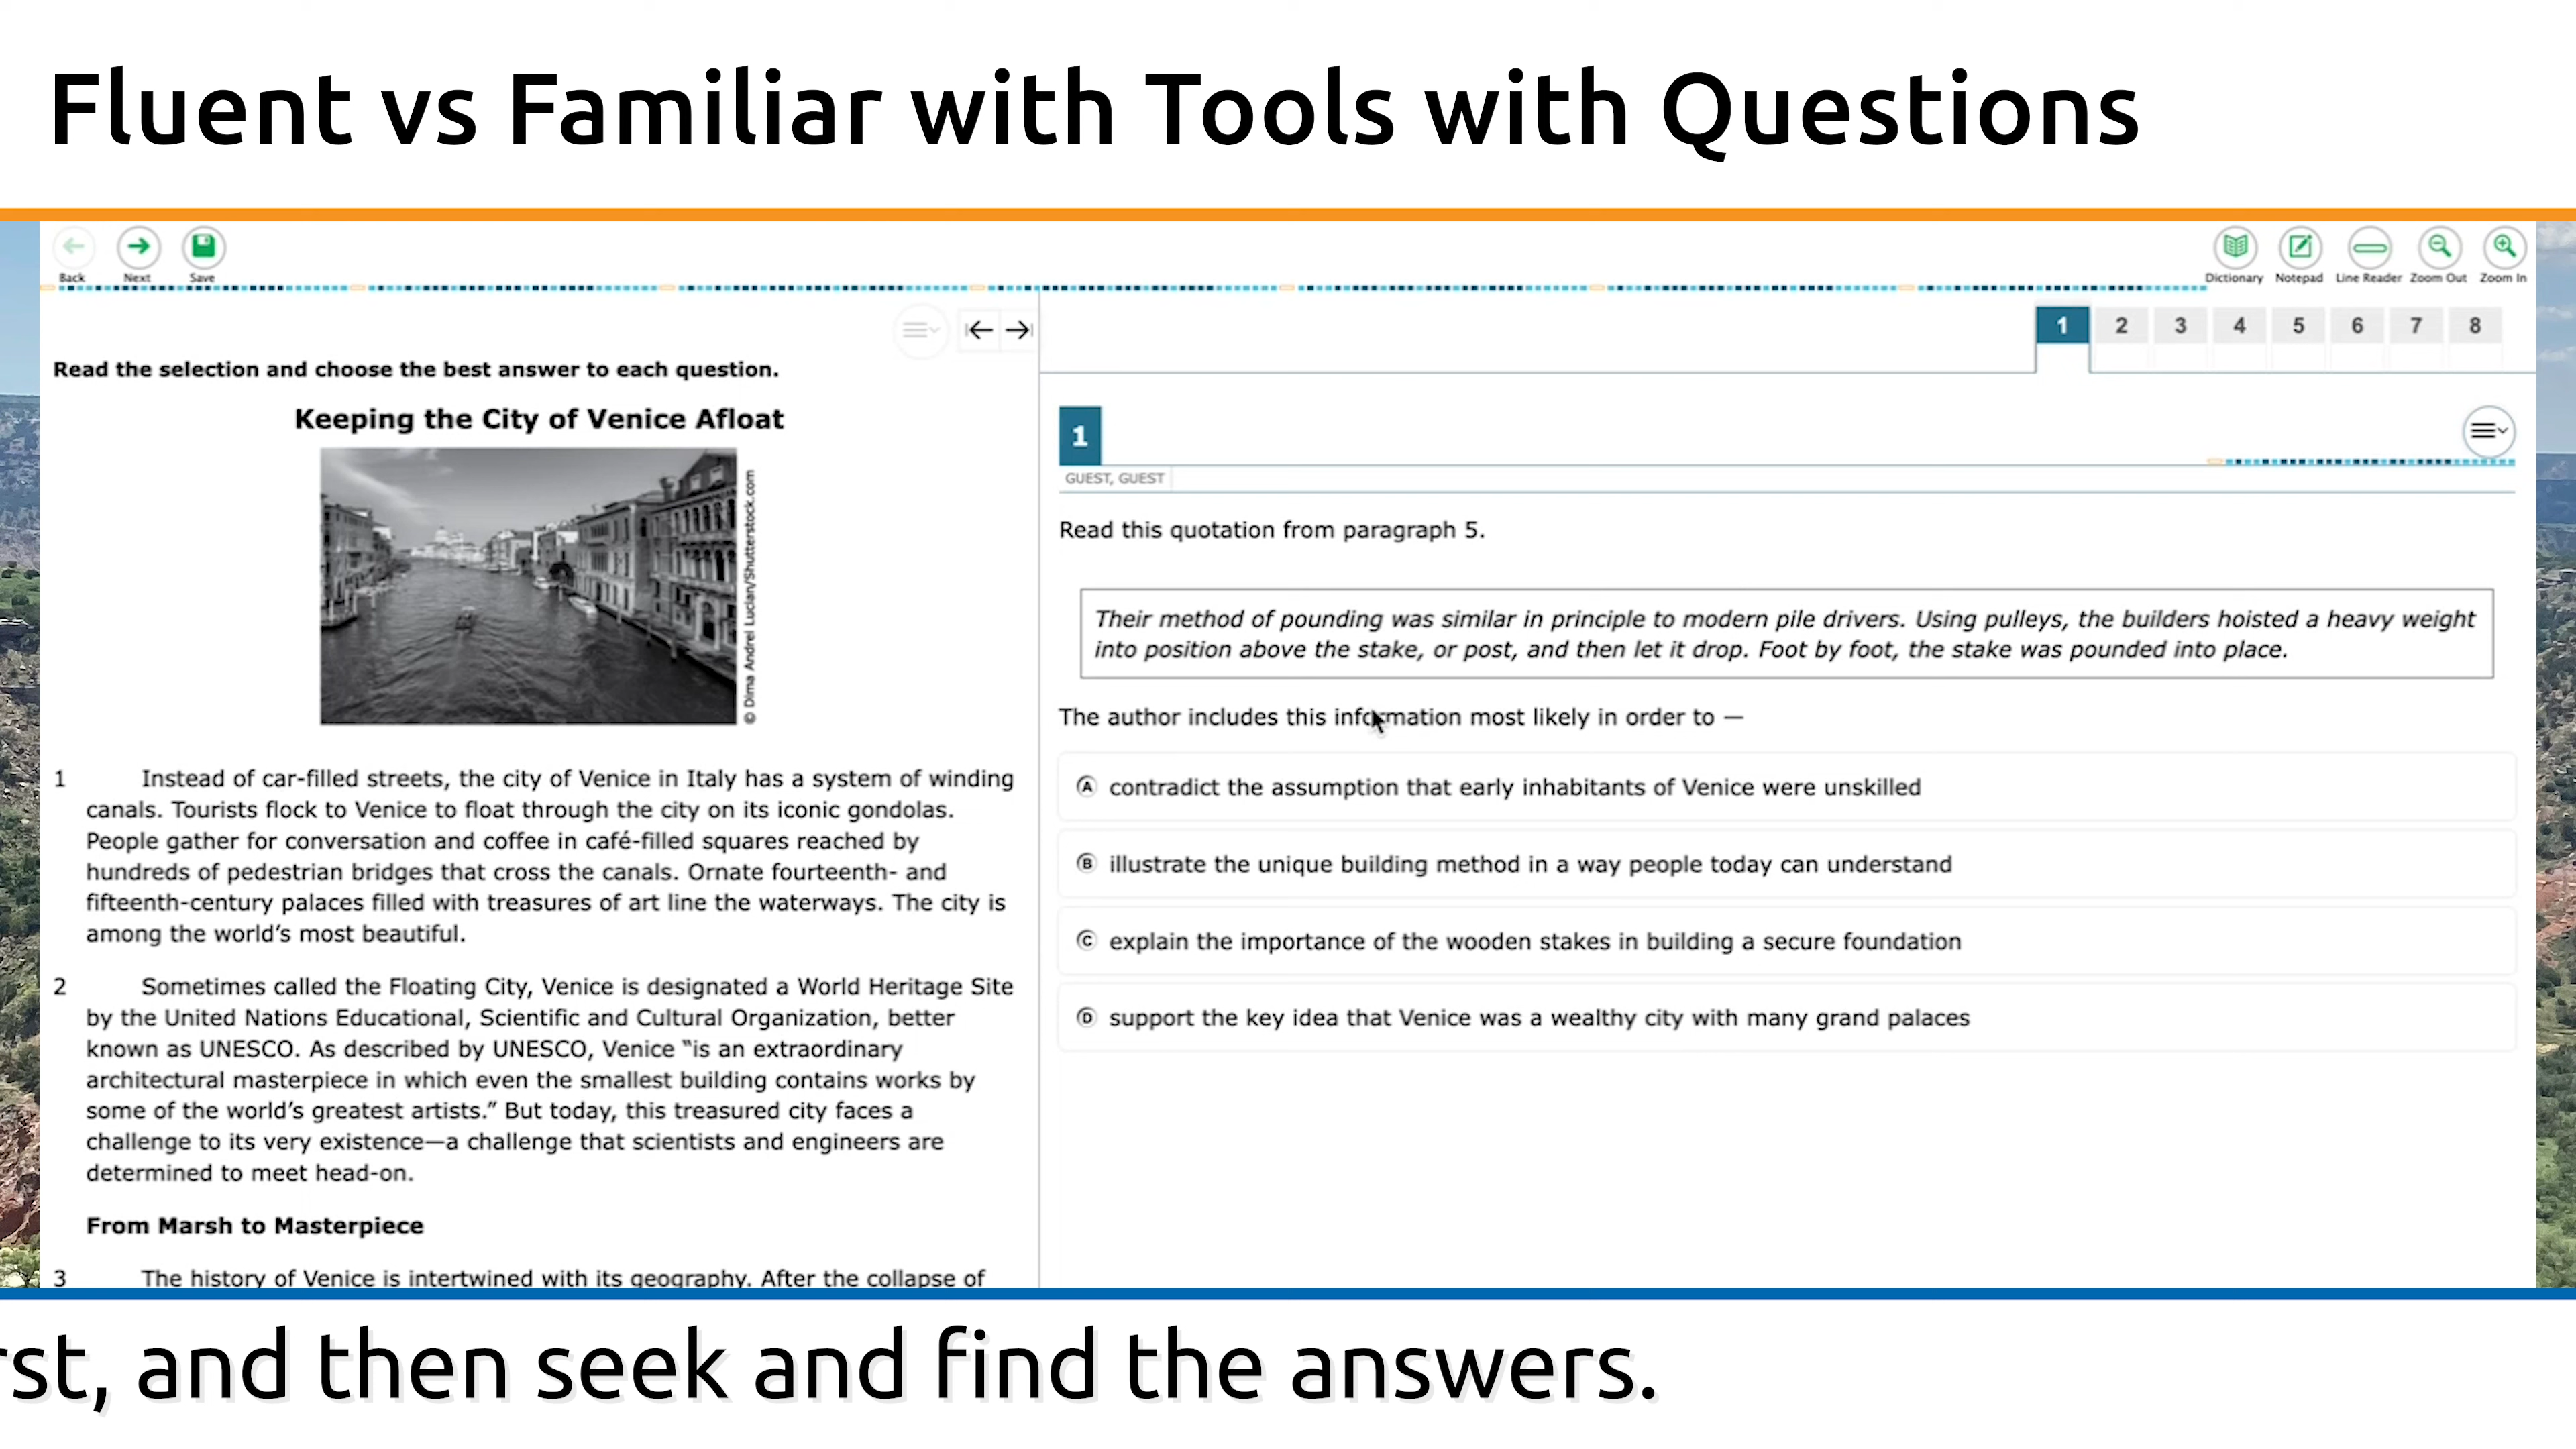 Fluent vs Familiar with Tools with Questions
Back
Next
Save
Dictionary
Notepad
Line Reader
Zoom Out
Zoom In
1 2 3 4 5 6 7 8
Read the selection and choose the best answer to each question.
Keeping the City of Venice Afloat
© Dima Andrei Lucian/Shutterstock.com
1 Instead of car-filled streets, the city of Venice in Italy has a system of winding
canals. Tourists flock to Venice to float through the city on its iconic gondolas.
People gather for conversation and coffee in café-filled squares reached by
hundreds of pedestrian bridges that cross the canals. Ornate fourteenth- and
fifteenth-century palaces filled with treasures of art line the waterways. The city is
among the world’s most beautiful.
2 Sometimes called the Floating City, Venice is designated a World Heritage Site
by the United Nations Educational, Scientific and Cultural Organization, better
known as UNESCO. As described by UNESCO, Venice “is an extraordinary
architectural masterpiece in which even the smallest building contains works by
some of the world’s greatest artists.” But today, this treasured city faces a
challenge to its very existence—a challenge that scientists and engineers are
determined to meet head-on.
From Marsh to Masterpiece
3 The history of Venice is intertwined with its geography. After the collapse of
1
GUEST, GUEST
Read this quotation from paragraph 5.
Their method of pounding was similar in principle to modern pile drivers. Using pulleys, the builders hoisted a heavy weight
into position above the stake, or post, and then let it drop. Foot by foot, the stake was pounded into place.
The author includes this information most likely in order to —
A contradict the assumption that early inhabitants of Venice were unskilled
B illustrate the unique building method in a way people today can understand
C explain the importance of the wooden stakes in building a secure foundation
D support the key idea that Venice was a wealthy city with many grand palaces
rst, and then seek and find the answers.